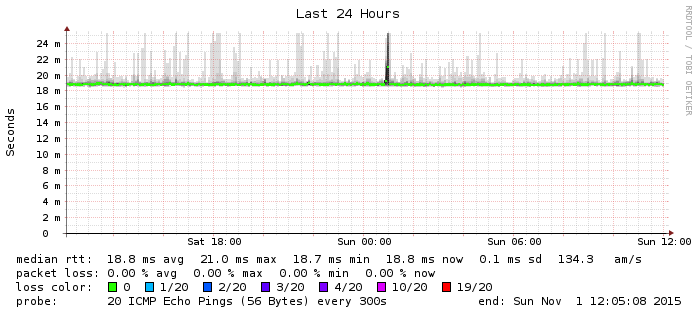 Last 24 Hours
RRDTOOL / TOBI OETIKER
Seconds
24 m
22 m
20 m
18 m
16 m
14 m
12 m
10 m
8 m
6 m
4 m
2 m
0
Sat 18:00 Sun 00:00 Sun 06:00 Sun 12:00
median rtt: 18.8 ms avg 21.0 ms max 18.7 ms min 18.8 ms now 0.1 ms sd 134.3 am/s
packet loss: 0.00 % avg 0.00 % max 0.00 % min 0.00 % now
loss color: 0 1/20 2/20 3/20 4/20 10/20 19/20
probe: 20 ICMP Echo Pings (56 Bytes) every 300s end: Sun Nov 1 12:05:08 2015